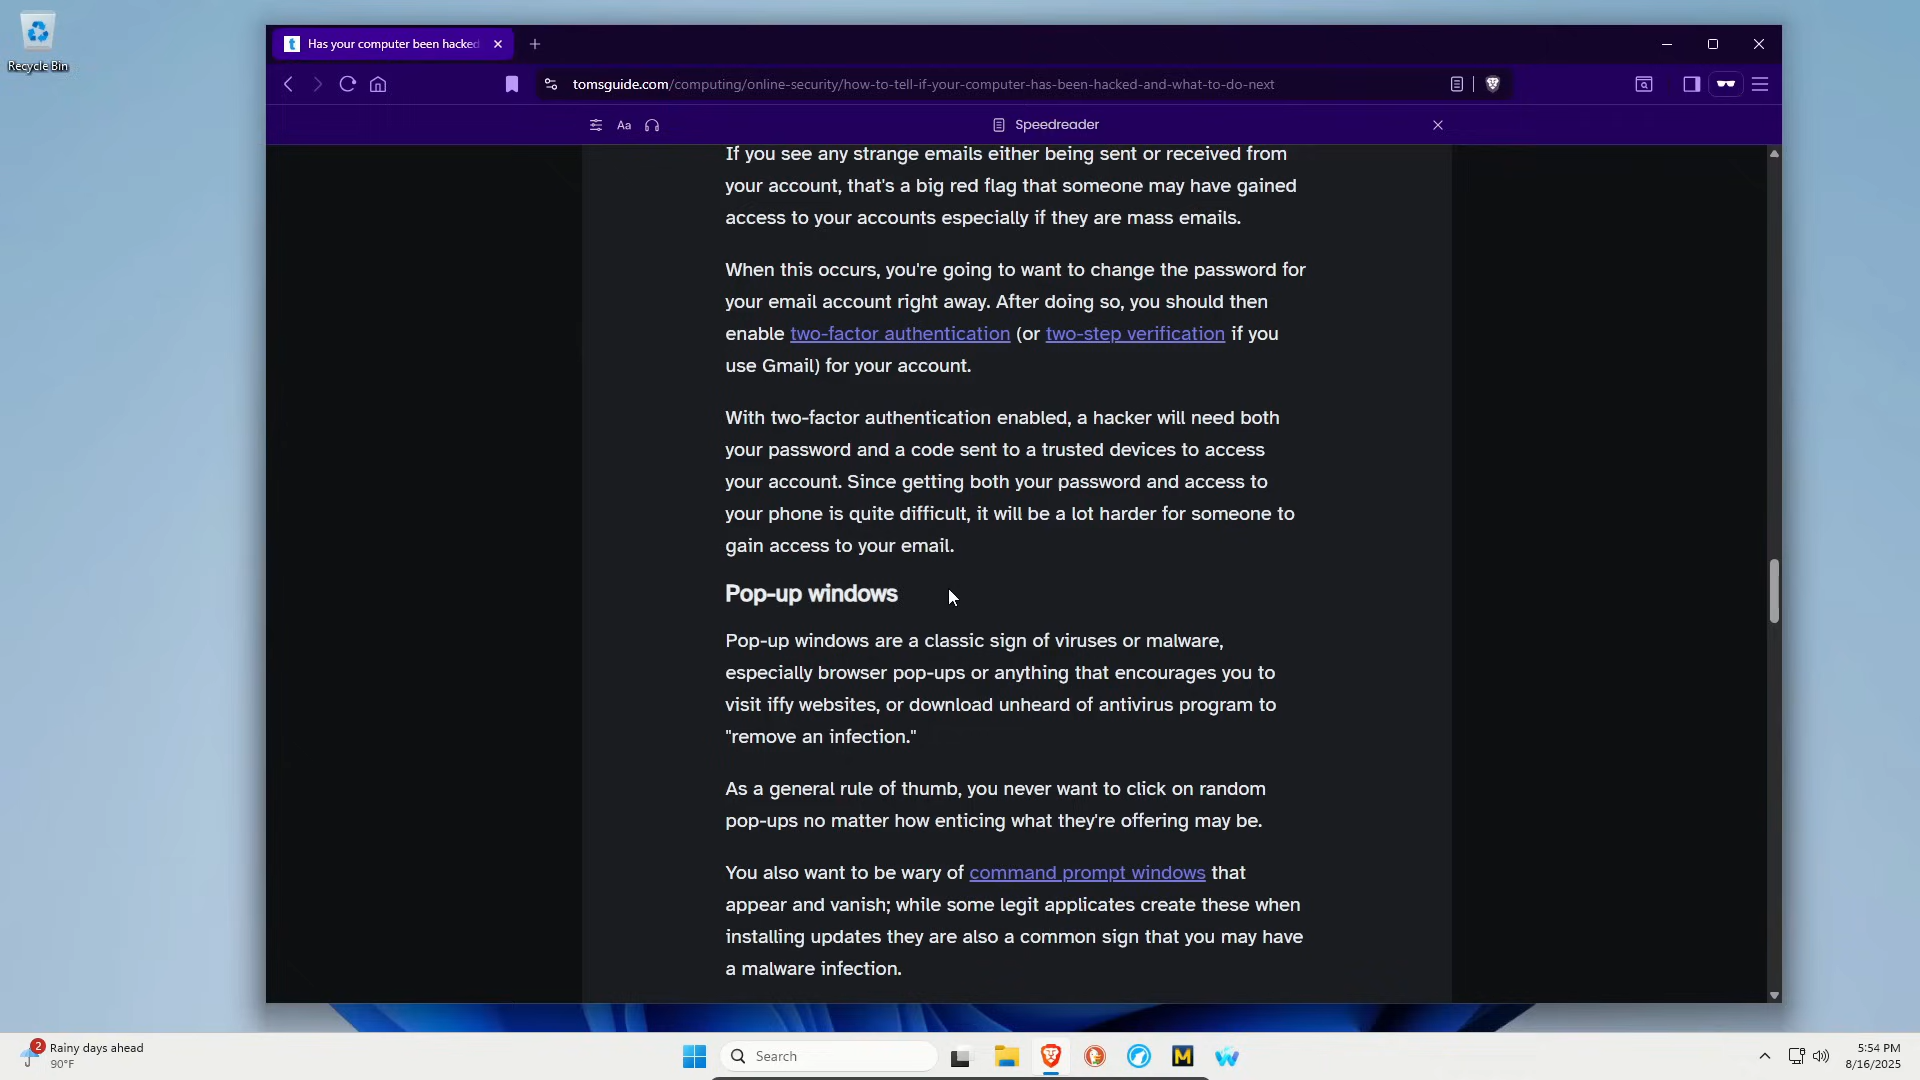 Recycle Bin
Has your computer been hacked
tomsguide.com/computing/online-security/how-to-tell-if-your-computer-has-been-hacked-and-what-to-do-next
Aa
Speedreader
If you see any strange emails either being sent or received from
your account, that's a big red flag that someone may have gained
access to your accounts especially if they are mass emails.
When this occurs, you're going to want to change the password for
your email account right away. After doing so, you should then
enable two-factor authentication (or two-step verification if you
use Gmail) for your account.
With two-factor authentication enabled, a hacker will need both
your password and a code sent to a trusted devices to access
your account. Since getting both your password and access to
your phone is quite difficult, it will be a lot harder for someone to
gain access to your email.
Pop-up windows
Pop-up windows are a classic sign of viruses or malware,
especially browser pop-ups or anything that encourages you to
visit iffy websites, or download unheard of antivirus program to
"remove an infection."
As a general rule of thumb, you never want to click on random
pop-ups no matter how enticing what they're offering may be.
You also want to be wary of command prompt windows that
appear and vanish; while some legit applicates create these when
installing updates they are also a common sign that you may have
a malware infection.
2
Rainy days ahead
90°F
Search
M
5:54 PM
8/16/2025